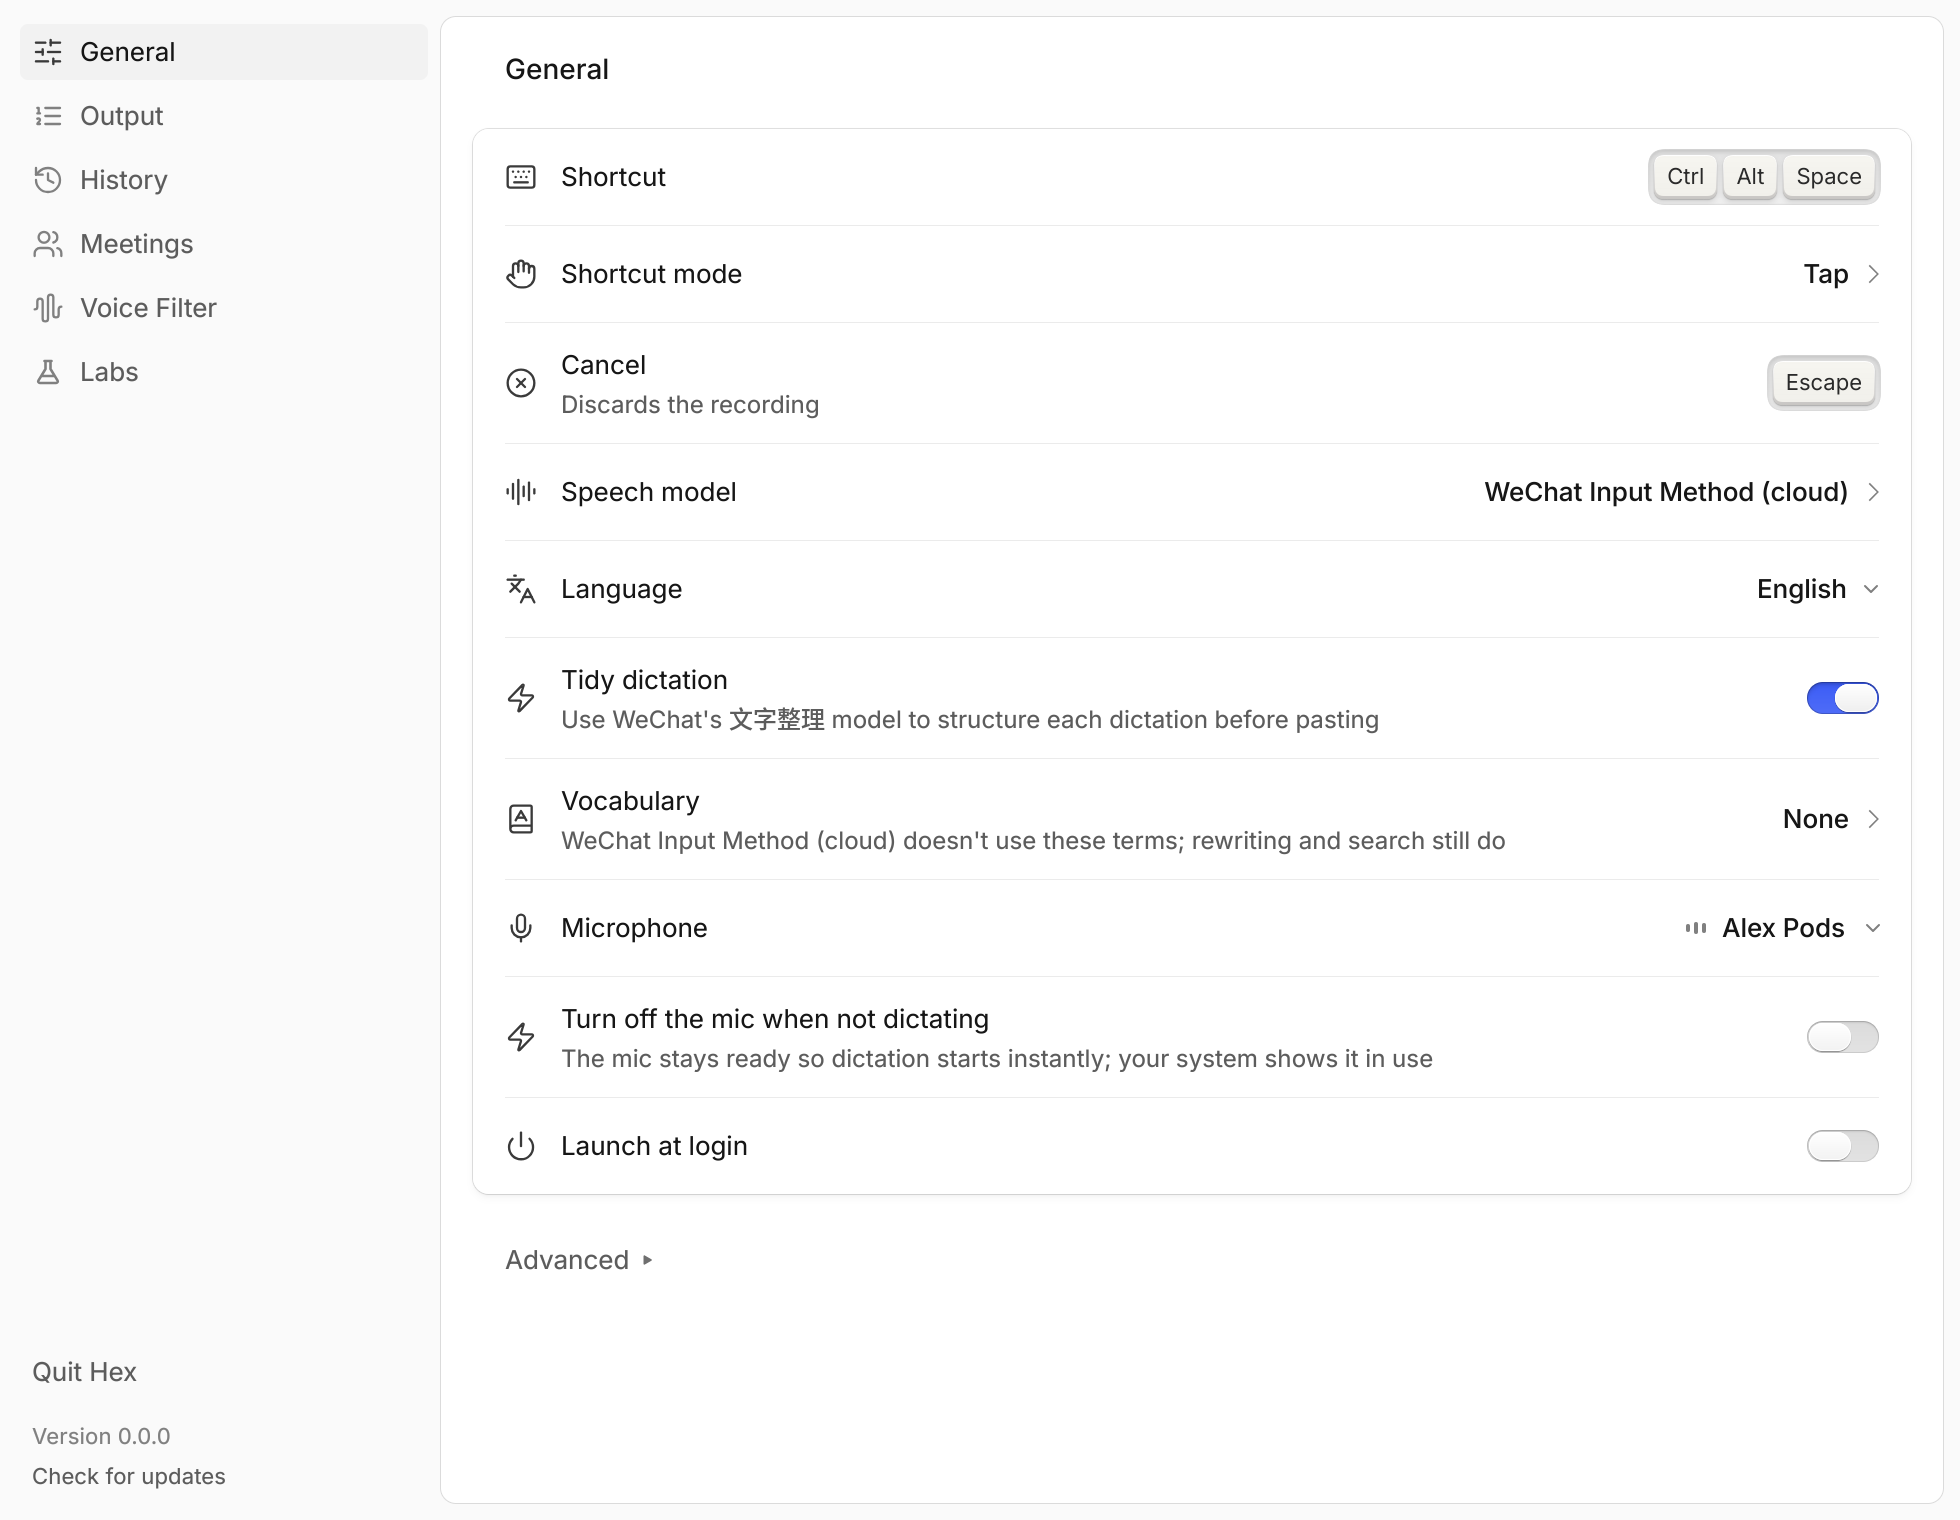 General
Output
History
Meetings
Voice Filter
Labs
Quit Hex
Version 0.0.0
Check for updates
General
Shortcut Ctrl Alt Space
Shortcut mode Tap
Cancel
Discards the recording
Escape
Speech model WeChat Input Method (cloud)
Language English
Tidy dictation
Use WeChat's 文字整理 model to structure each dictation before pasting
Vocabulary
WeChat Input Method (cloud) doesn't use these terms; rewriting and search still do
None
Microphone Alex Pods
Turn off the mic when not dictating
The mic stays ready so dictation starts instantly; your system shows it in use
Launch at login
Advanced